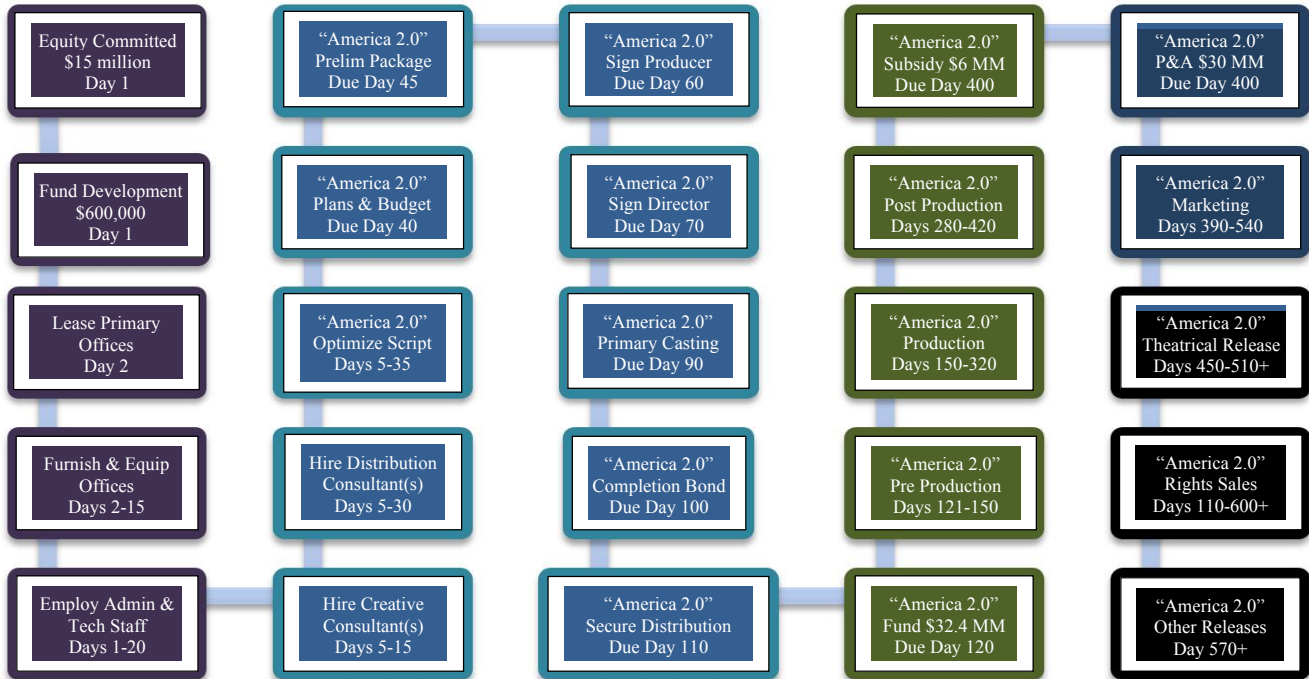 Equity Committed
$15 million
Day 1
Fund Development
$600,000
Day 1
Lease Primary
Offices
Day 2
Furnish & Equip
Offices
Days 2-15
Employ Admin &
Tech Staff
Days 1-20
Hire Creative
Consultant(s)
Days 5-15
Hire Distribution
Consultant(s)
Days 5-30
“America 2.0”
Optimize Script
Days 5-35
“America 2.0”
Plans & Budget
Due Day 40
“America 2.0”
Prelim Package
Due Day 45
“America 2.0”
Sign Producer
Due Day 60
“America 2.0”
Sign Director
Due Day 70
“America 2.0”
Primary Casting
Due Day 90
“America 2.0”
Completion Bond
Due Day 100
“America 2.0”
Secure Distribution
Due Day 110
“America 2.0”
Fund $32.4 MM
Due Day 120
“America 2.0”
Pre Production
Days 121-150
“America 2.0”
Production
Days 150-320
“America 2.0”
Post Production
Days 280-420
“America 2.0”
Subsidy $6 MM
Due Day 400
“America 2.0”
P&A $30 MM
Due Day 400
“America 2.0”
Marketing
Days 390-540
“America 2.0”
Theatrical Release
Days 450-510+
“America 2.0”
Rights Sales
Days 110-600+
“America 2.0”
Other Releases
Day 570+